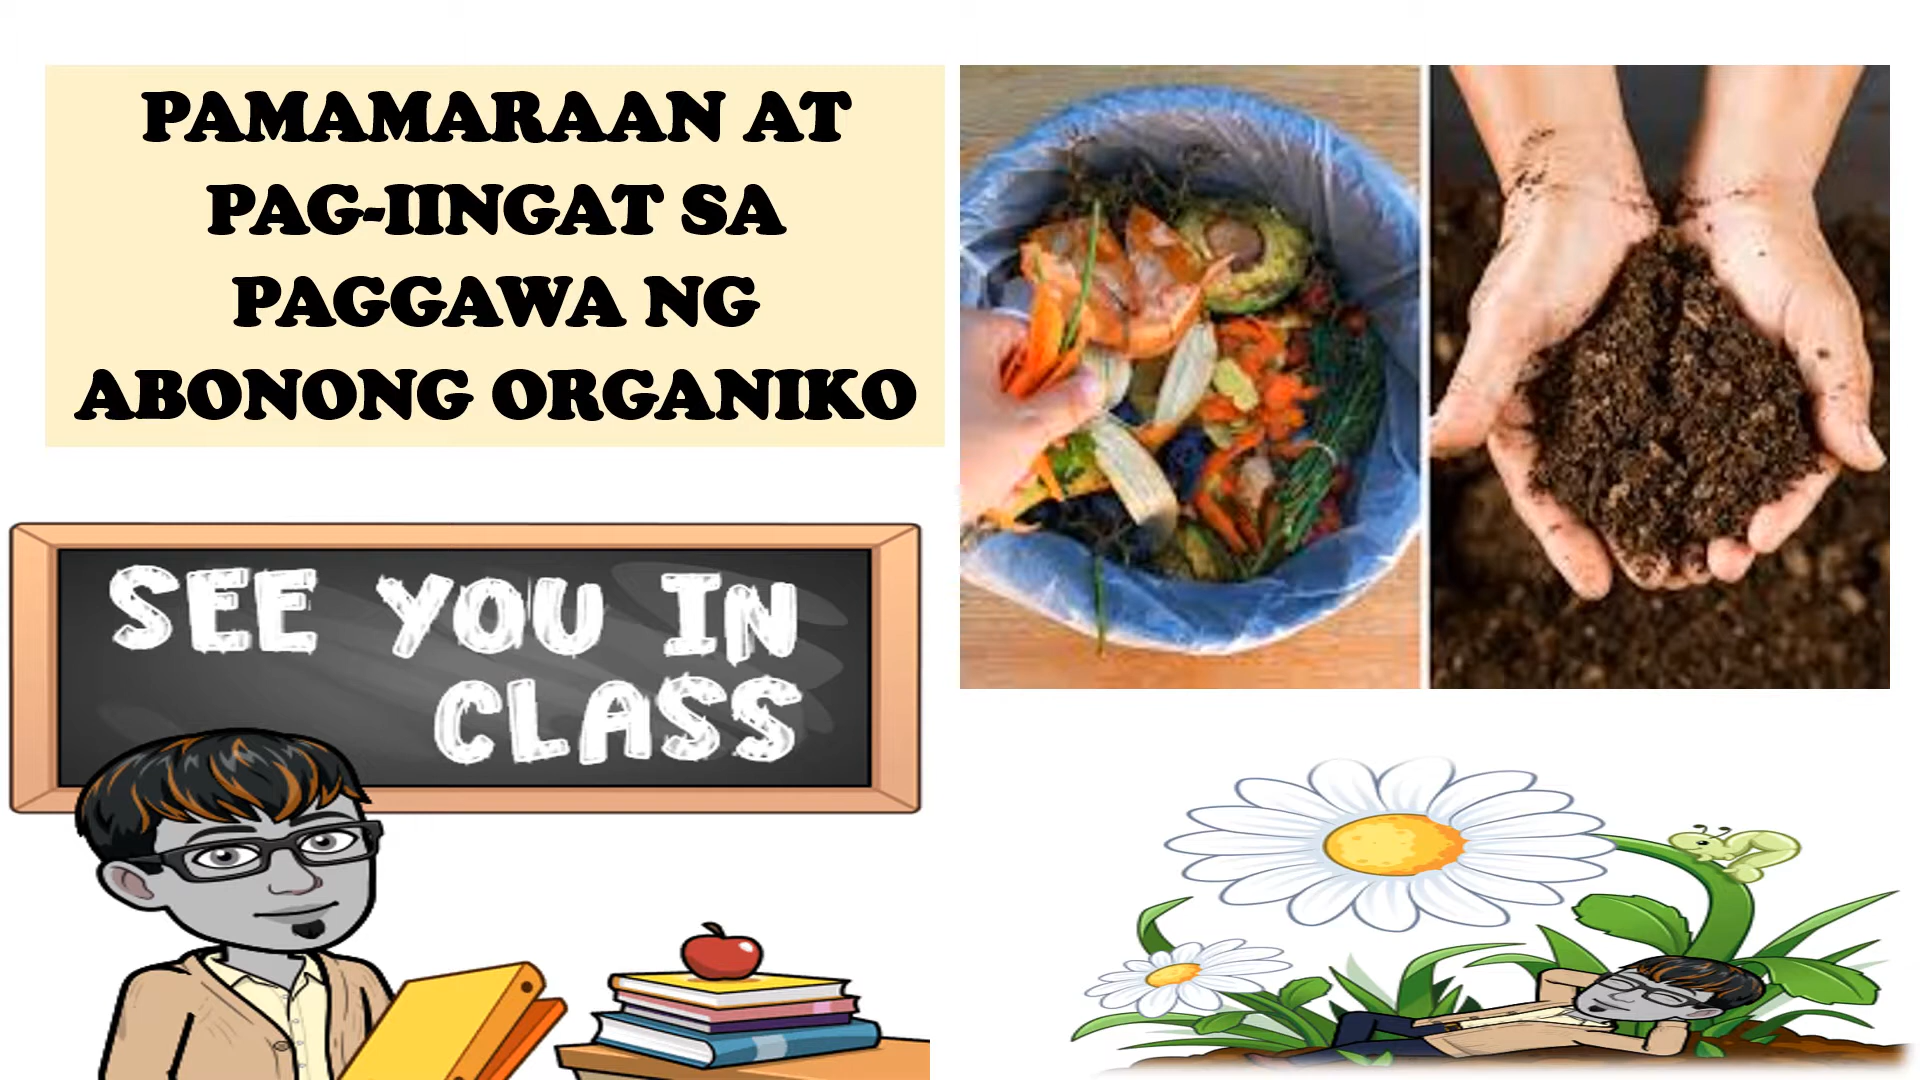 PAMAMARAAN AT
PAG-IINGAT SA
PAGGAWA NG
ABONONG ORGANIKO
SEE YOU IN
CLASS